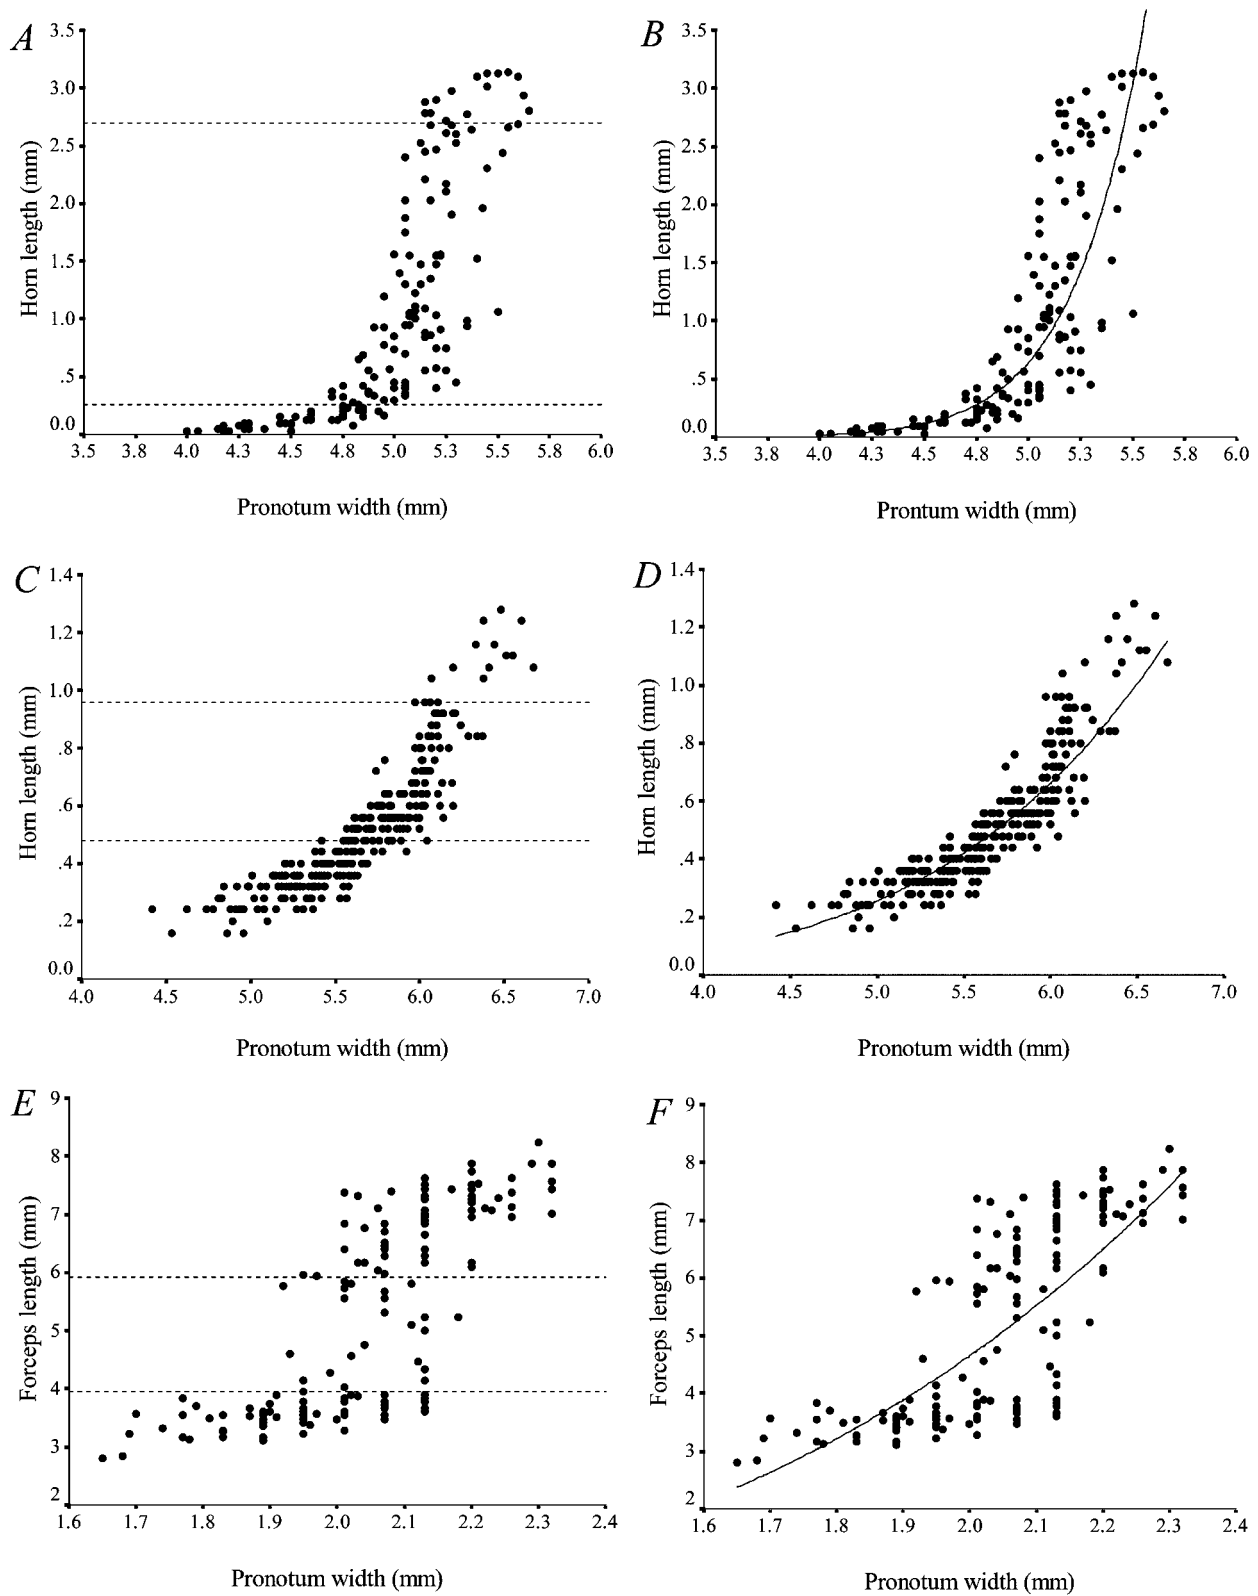 A
B
3.5
3.0
2.5
2.0
1.5
1.0
.5
0.0
Horn length (mm)
3.5 3.8 4.0 4.3 4.5 4.8 5.0 5.3 5.5 5.8 6.0
Pronotum width (mm)
3.5
3.0
2.5
2.0
1.5
1.0
.5
0.0
Horn length (mm)
3.5 3.8 4.0 4.3 4.5 4.8 5.0 5.3 5.5 5.8 6.0
Prontum width (mm)
C
1.4
1.2
1.0
.8
.6
.4
.2
0.0
Horn length (mm)
4.0 4.5 5.0 5.5 6.0 6.5 7.0
Pronotum width (mm)
D
1.4
1.2
1.0
.8
.6
.4
.2
0.0
Horn length (mm)
4.0 4.5 5.0 5.5 6.0 6.5 7.0
Pronotum width (mm)
E
9
8
7
6
5
4
3
2
Forceps length (mm)
1.6 1.7 1.8 1.9 2.0 2.1 2.2 2.3 2.4
Pronotum width (mm)
F
9
8
7
6
5
4
3
2
Forceps length (mm)
1.6 1.7 1.8 1.9 2.0 2.1 2.2 2.3 2.4
Pronotum width (mm)